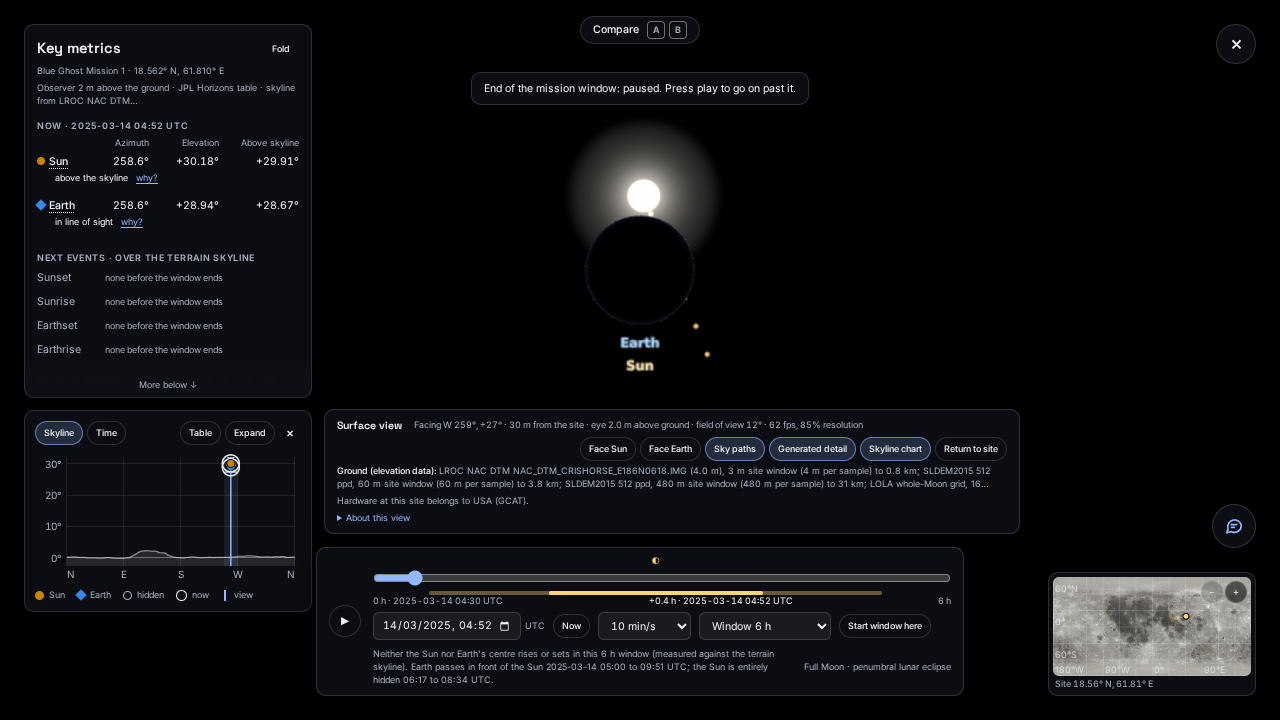 Compare A B
End of the mission window: paused. Press play to go on past it.
Key metrics
Fold
Blue Ghost Mission 1 · 18.562° N, 61.810° E
Observer 2 m above the ground · JPL Horizons table · skyline
from LROC NAC DTM...
NOW · 2025-03-14 04:52 UTC
Azimuth Elevation Above skyline
Sun 258.6° +30.18° +29.91°
above the skyline why?
Earth 258.6° +28.94° +28.67°
in line of sight why?
NEXT EVENTS · OVER THE TERRAIN SKYLINE
Sunset none before the window ends
Sunrise none before the window ends
Earthset none before the window ends
Earthrise none before the window ends
More below ↓
Earth
Sun
Skyline Time Table Expand ×
30°
20°
10°
0°
N E S W N
Sun Earth hidden now view
Surface view Facing W 259°, +27° · 30 m from the site · eye 2.0 m above ground · field of view 12° · 62 fps, 85% resolution
Face Sun Face Earth Sky paths Generated detail Skyline chart Return to site
Ground (elevation data): LROC NAC DTM NAC_DTM_CRISHORSE_E186N0618.IMG (4.0 m), 3 m site window (4 m per sample) to 0.8 km; SLDEM2015 512
ppd, 60 m site window (60 m per sample) to 3.8 km; SLDEM2015 512 ppd, 480 m site window (480 m per sample) to 31 km; LOLA whole-Moon grid, 16...
Hardware at this site belongs to USA (GCAT).
▶ About this view
0 h · 2025-03-14 04:30 UTC +0.4 h · 2025-03-14 04:52 UTC 6 h
14/03/2025, 04:52 UTC Now 10 min/s Window 6 h Start window here
Neither the Sun nor Earth's centre rises or sets in this 6 h window (measured against the terrain
skyline). Earth passes in front of the Sun 2025-03-14 05:00 to 09:51 UTC; the Sun is entirely
hidden 06:17 to 08:34 UTC.
Full Moon · penumbral lunar eclipse
60°N
0°
60°S
180°W 90°W 0° 90°E
− +
Site 18.56° N, 61.81° E